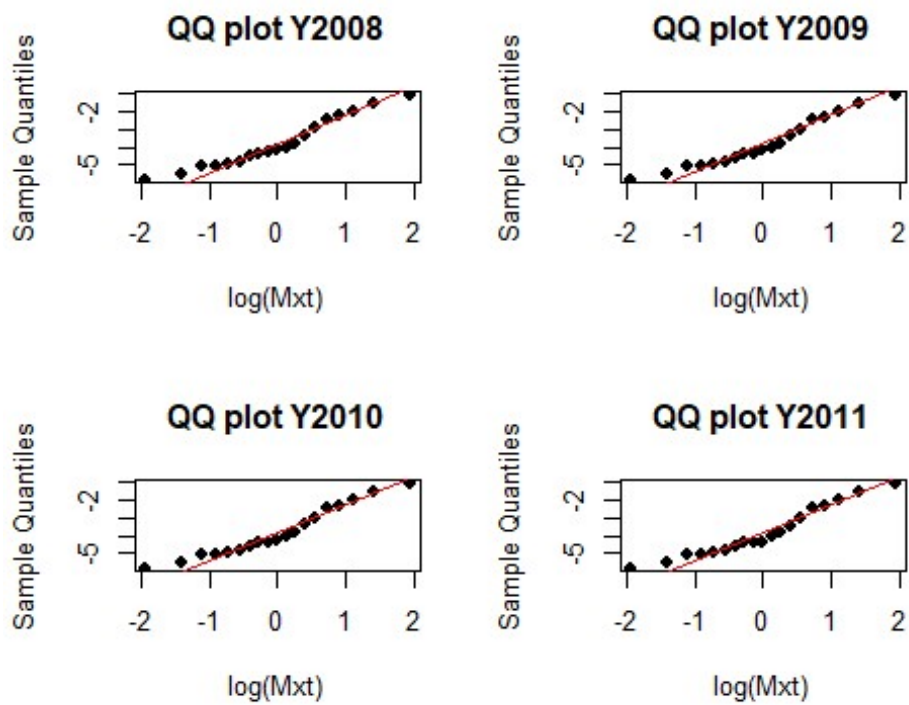 QQ plot Y2008
Sample Quantiles
-2
-5
-2 -1 0 1 2
log(Mxt)
QQ plot Y2009
Sample Quantiles
-2
-5
-2 -1 0 1 2
log(Mxt)
QQ plot Y2010
Sample Quantiles
-2
-5
-2 -1 0 1 2
log(Mxt)
QQ plot Y2011
Sample Quantiles
-2
-5
-2 -1 0 1 2
log(Mxt)